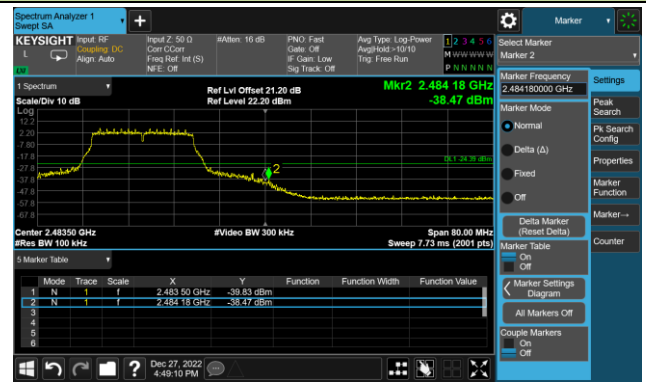 Spectrum Analyzer 1
Swept SA
Marker
KEYSIGHT
L
Input: RF
Coupling: DC
Align: Auto
Input Z: 50 Ω
Corr CCorr
Freq Ref: Int (S)
NFE: Off
#Atten: 16 dB
PNO: Fast
Gate: Off
IF Gain: Low
Sig Track: Off
Avg Type: Log-Power
Avg|Hold:>10/10
Trig: Free Run
1 2 3 4 5 6
M W W W W W
P N N N N N
1 Spectrum
Scale/Div 10 dB
Log
Ref Lvl Offset 21.20 dB
Ref Level 22.20 dBm
Mkr2 2.484 18 GHz
-38.47 dBm
12.2
2.20
-7.80
-17.8
-27.8
-37.8
-47.8
-57.8
-67.8
DL1 -24.39 dBm
2
Center 2.48350 GHz
#Res BW 100 kHz
#Video BW 300 kHz
Span 80.00 MHz
Sweep 7.73 ms (2001 pts)
5 Marker Table
Mode Trace Scale X Y Function Function Width Function Value
1 N 1 f 2.483 50 GHz -39.83 dBm
2 N 1 f 2.484 18 GHz -38.47 dBm
3
4
5
6
Dec 27, 2022
4:49:10 PM
Select Marker
Marker 2
Marker Frequency
2.484180000 GHz
Marker Mode
Normal
Delta (Δ)
Fixed
Off
Delta Marker
(Reset Delta)
Marker Table
On
Off
Marker Settings
Diagram
All Markers Off
Couple Markers
On
Off
Settings
Peak
Search
Pk Search
Config
Properties
Marker
Function
Marker→
Counter